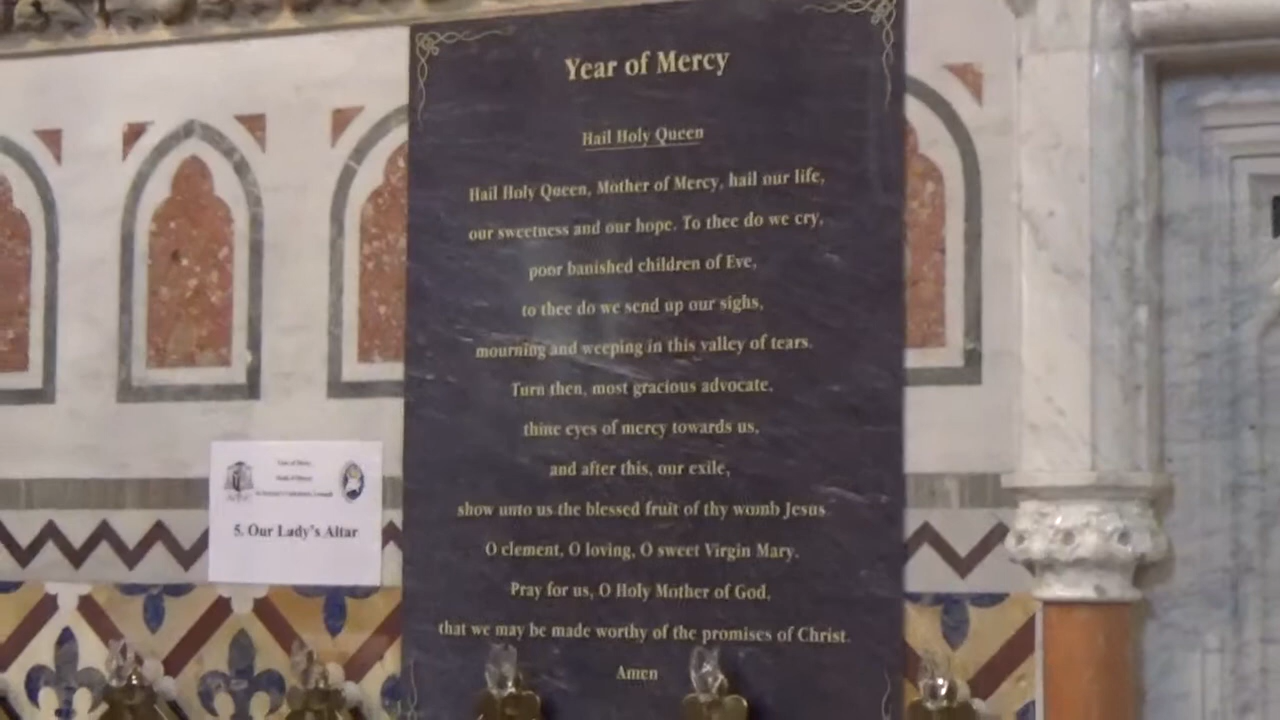 Year of Mercy
Hail Holy Queen
Hail Holy Queen, Mother of Mercy, hail our life,
our sweetness and our hope. To thee do we cry,
poor banished children of Eve,
to thee do we send up our sighs,
mourning and weeping in this valley of tears.
Turn then, most gracious advocate,
thine eyes of mercy towards us,
and after this, our exile,
show unto us the blessed fruit of thy womb Jesus
O clement, O loving, O sweet Virgin Mary.
Pray for us, O Holy Mother of God,
that we may be made worthy of the promises of Christ.
Amen
5. Our Lady's Altar